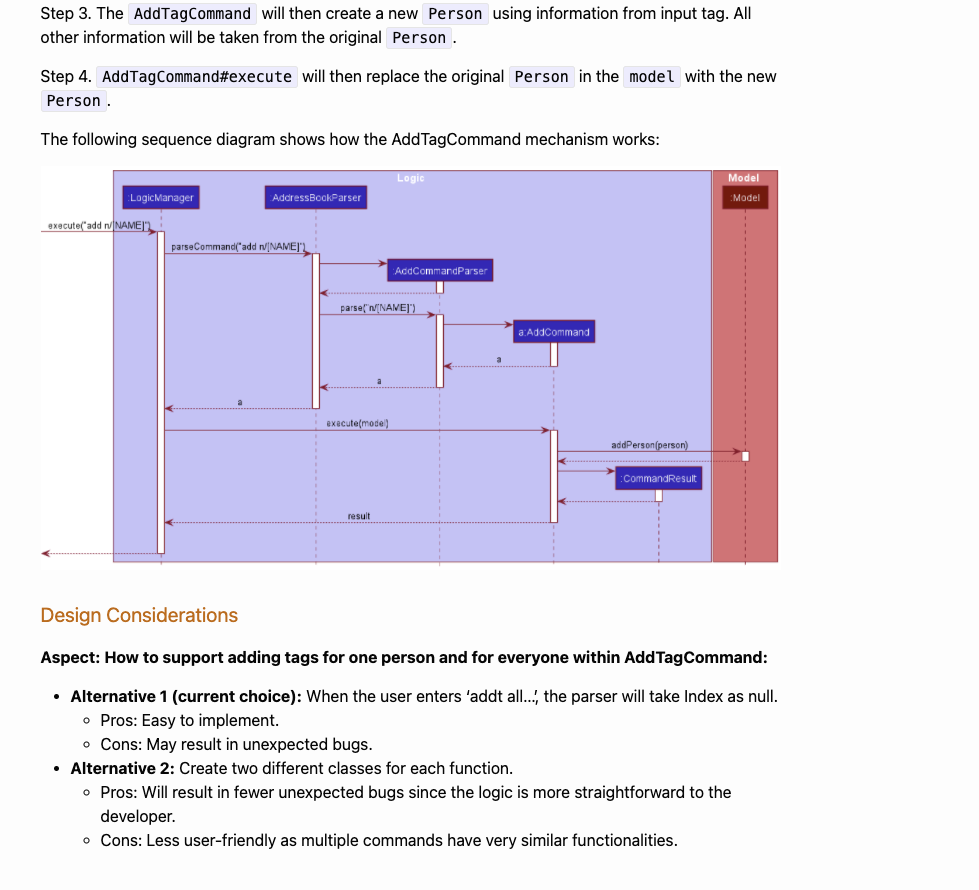 Step 3. The AddTagCommand will then create a new Person using information from input tag. All
other information will be taken from the original Person.
Step 4. AddTagCommand#execute will then replace the original Person in the model with the new
Person.
The following sequence diagram shows how the AddTagCommand mechanism works:
Logic
Model
:LogicManager
:AddressBookParser
:Model
execute("add n/[NAME]")
parseCommand("add n/[NAME]")
:AddCommandParser
parse("n/[NAME]")
a:AddCommand
a
a
a
execute(model)
addPerson(person)
:CommandResult
result
Design Considerations
Aspect: How to support adding tags for one person and for everyone within AddTagCommand:
• Alternative 1 (current choice): When the user enters ‘addt all…’, the parser will take Index as null.
◦ Pros: Easy to implement.
◦ Cons: May result in unexpected bugs.
• Alternative 2: Create two different classes for each function.
◦ Pros: Will result in fewer unexpected bugs since the logic is more straightforward to the
developer.
◦ Cons: Less user-friendly as multiple commands have very similar functionalities.